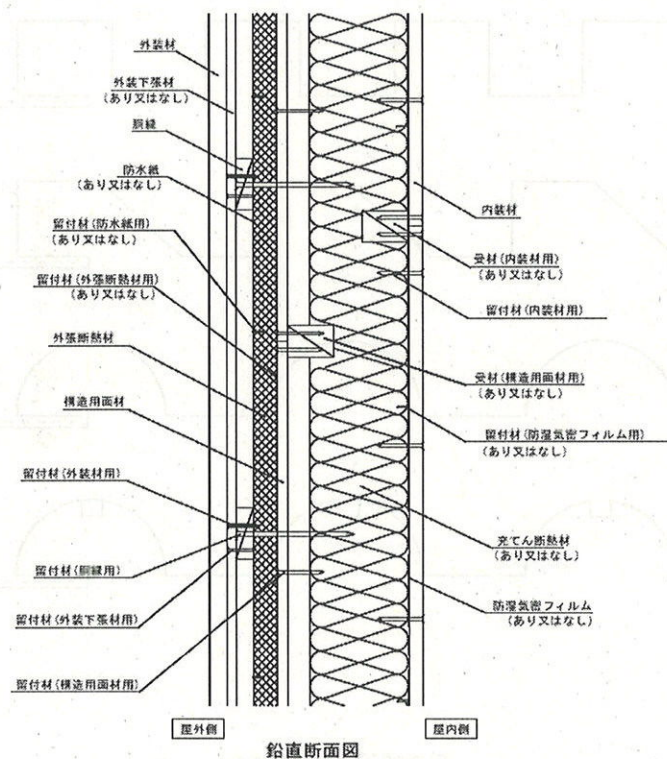 外装材
外装下張材
(あり又はなし)
胴縁
防水紙
(あり又はなし)
留付材(防水紙用)
(あり又はなし)
留付材(外張断熱材用)
(あり又はなし)
外張断熱材
構造用面材
留付材(外装材用)
留付材(胴縁用)
留付材(外装下張材用)
留付材(構造用面材用)
内装材
受材(内装材用)
(あり又はなし)
留付材(内装材用)
受材(構造用面材用)
(あり又はなし)
留付材(防湿気密フィルム用)
(あり又はなし)
充てん断熱材
(あり又はなし)
防湿気密フィルム
(あり又はなし)
屋外側
屋内側
鉛直断面図